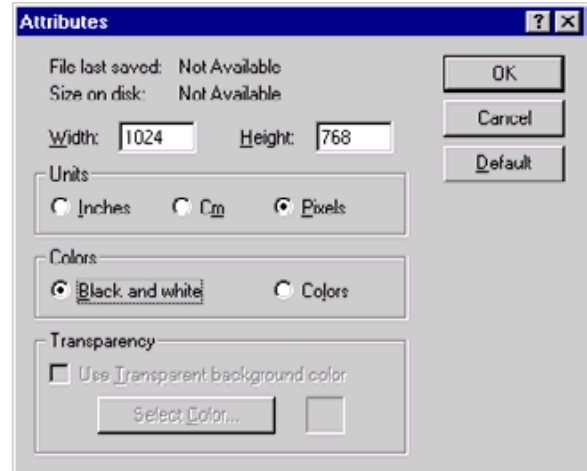 Attributes
File last saved: Not Available
Size on disk: Not Available
OK
Cancel
Default
Width: 1024 Height: 768
Units
Inches Cm Pixels
Colors
Black and white Colors
Transparency
Use Transparent background color
Select Color...